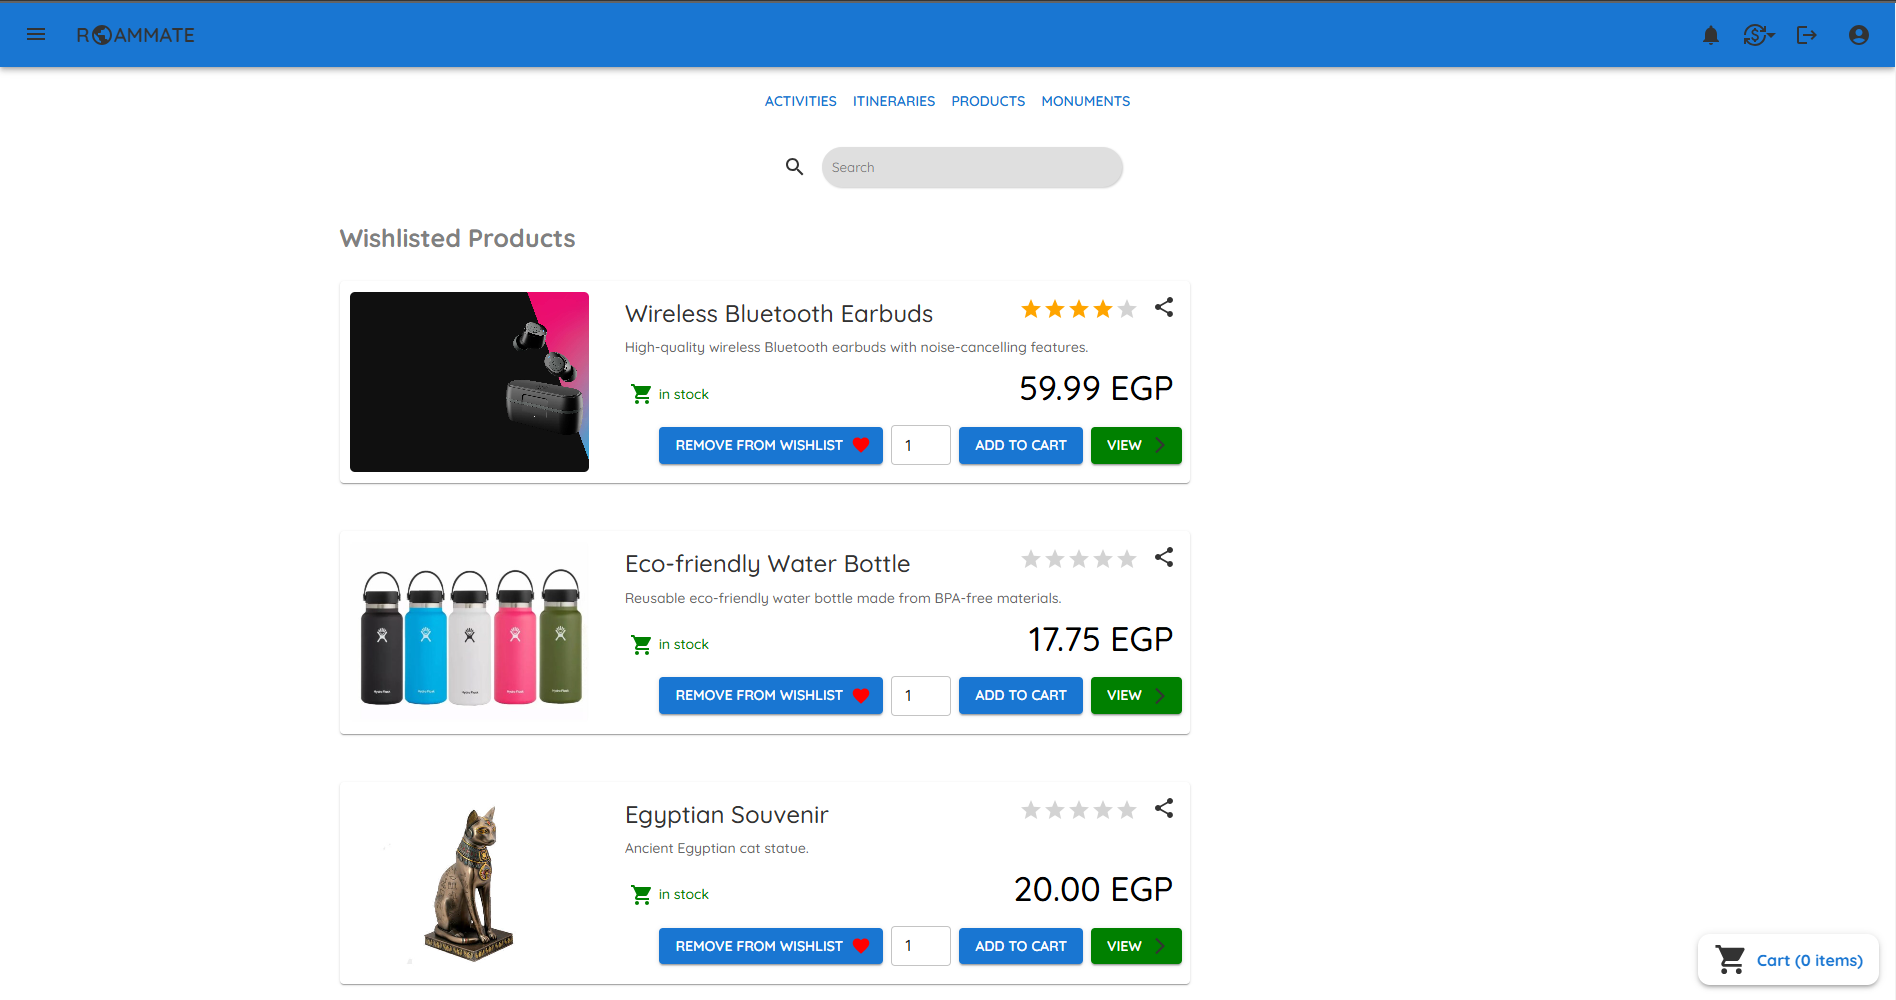 R AMMATE
ACTIVITIES ITINERARIES PRODUCTS MONUMENTS
Search
Wishlisted Products
Wireless Bluetooth Earbuds
High-quality wireless Bluetooth earbuds with noise-cancelling features.
in stock
59.99 EGP
REMOVE FROM WISHLIST 1 ADD TO CART VIEW
Eco-friendly Water Bottle
Reusable eco-friendly water bottle made from BPA-free materials.
in stock
17.75 EGP
REMOVE FROM WISHLIST 1 ADD TO CART VIEW
Egyptian Souvenir
Ancient Egyptian cat statue.
in stock
20.00 EGP
REMOVE FROM WISHLIST 1 ADD TO CART VIEW
Cart (0 items)